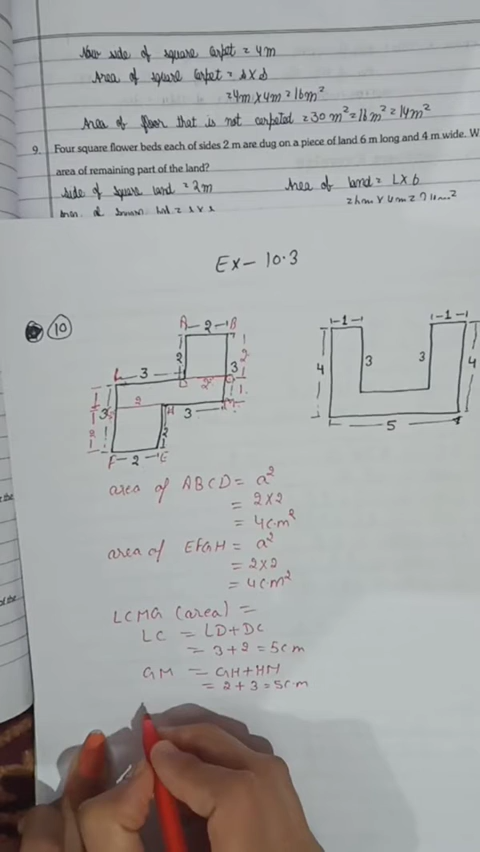 Now side of square carpet = 4m
Area of square carpet = s x s
= 4m x 4m = 16m²
Area of floor that is not carpeted = 30 m² = 16 m² = 14m²
9. Four square flower beds each of sides 2 m are dug on a piece of land 6 m long and 4 m wide. W
area of remaining part of the land?
side of square land = 2m
Area of land = L x b
Ex - 10.3
10
A 2 B
2 3 2
L 3 D 2 C 1
3 2 H 3
1 2 2
F 2 E
1 1
4 3 3 4
5
area of ABCD = a²
= 2x2
= 4cm²
area of EFGH = a²
= 2x2
= 4cm²
LCMG (area) =
LC = LD + DC
= 3 + 2 = 5cm
GM = GH + HM
= 2 + 3 = 5cm